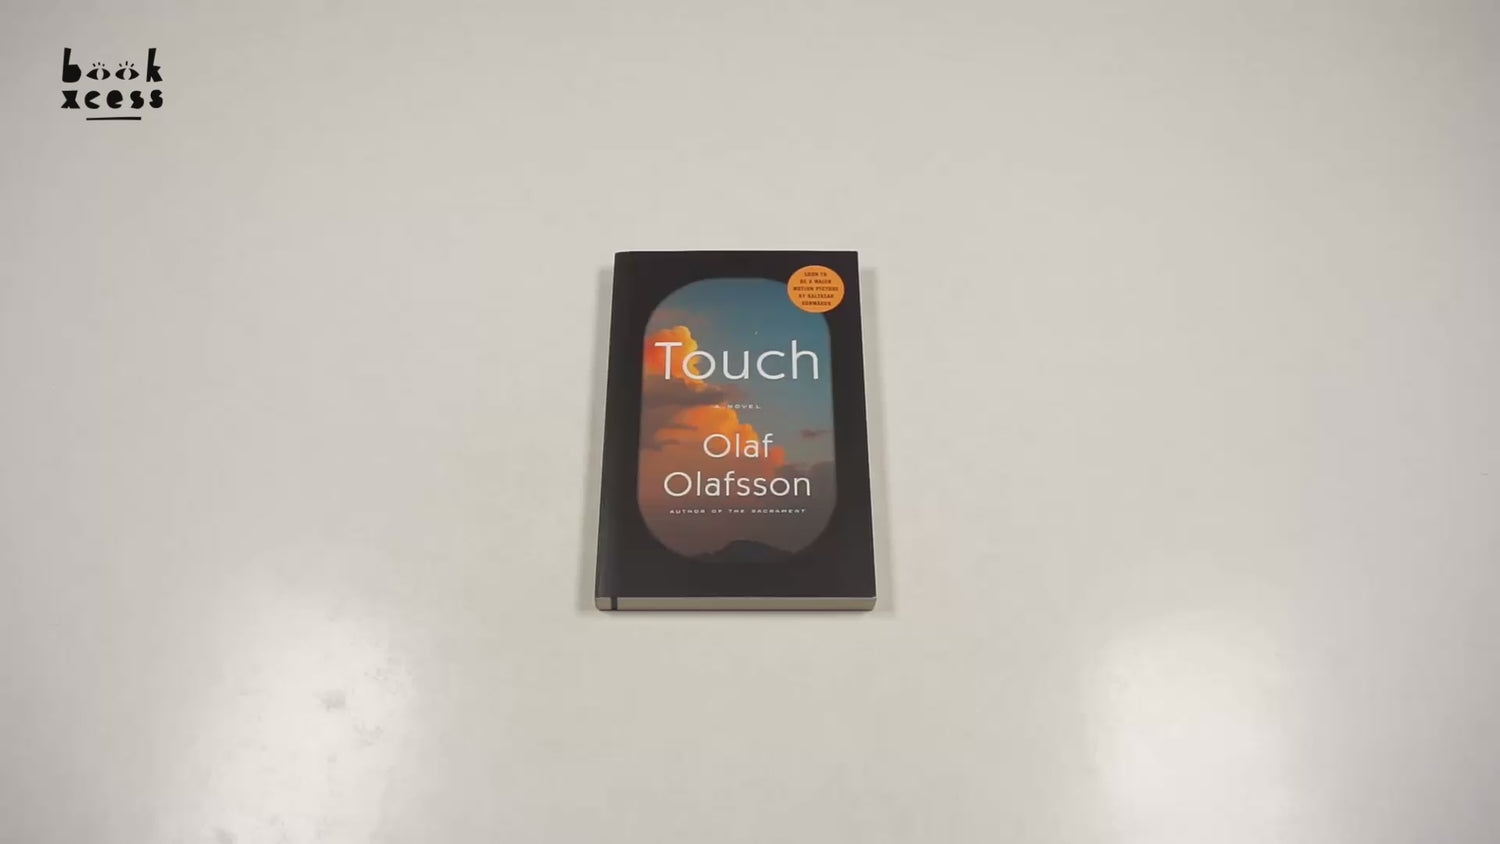 book
xcess
SOON TO
BE A MAJOR
MOTION PICTURE
BY BALTASAR
KORMÁKUR
Touch
A NOVEL
Olaf
Olafsson
AUTHOR OF THE SACRAMENT